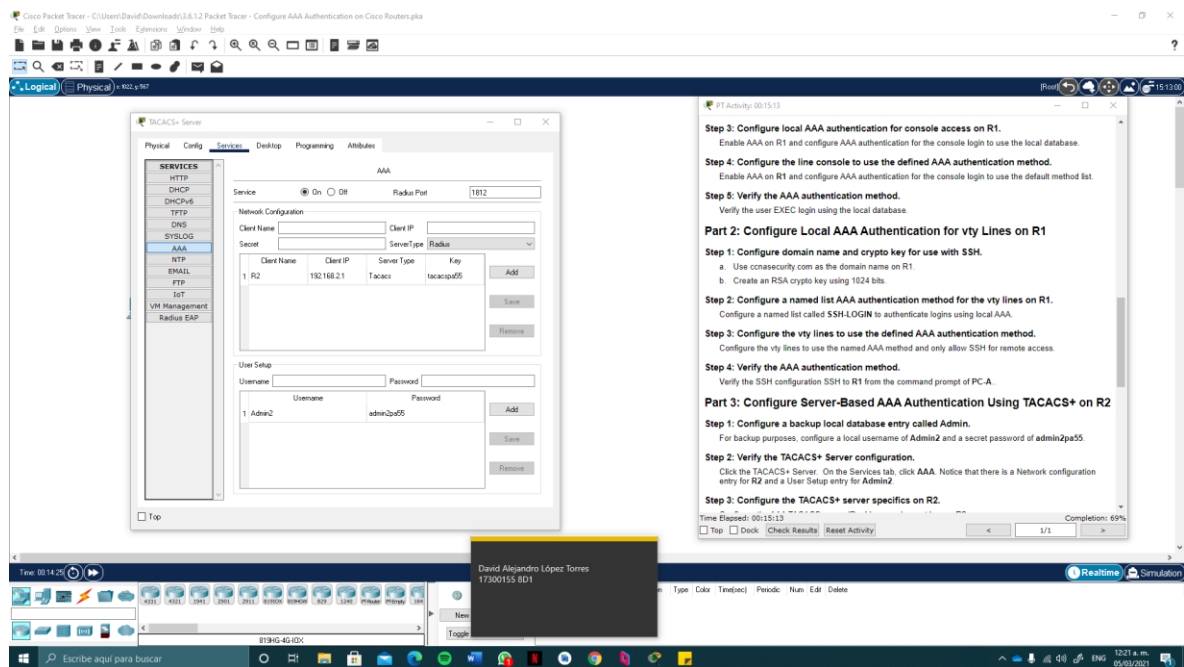 Cisco Packet Tracer - C:\Users\David\Downloads\3.6.1.2 Packet Tracer - Configure AAA Authentication on Cisco Routers.pka
File Edit Options View Tools Extensions Window Help
Logical Physical x: 1022, y: 567
[Root] 15:13:00
TACACS+ Server
Physical Config Services Desktop Programming Attributes
SERVICES
HTTP
DHCP
DHCPv6
TFTP
DNS
SYSLOG
AAA
NTP
EMAIL
FTP
IoT
VM Management
Radius EAP
AAA
Service On Off Radius Port 1812
Network Configuration
Client Name Client IP
Secret ServerType Radius
Client Name Client IP Server Type Key
1 R2 192.168.2.1 Tacacs tacacspa55
Add
Save
Remove
User Setup
Username Password
Username Password
1 Admin2 admin2pa55
Add
Save
Remove
Top
PT Activity: 00:15:13
Step 3: Configure local AAA authentication for console access on R1.
Enable AAA on R1 and configure AAA authentication for the console login to use the local database.
Step 4: Configure the line console to use the defined AAA authentication method.
Enable AAA on R1 and configure AAA authentication for the console login to use the default method list.
Step 5: Verify the AAA authentication method.
Verify the user EXEC login using the local database.
Part 2: Configure Local AAA Authentication for vty Lines on R1
Step 1: Configure domain name and crypto key for use with SSH.
a. Use ccnasecurity.com as the domain name on R1.
b. Create an RSA crypto key using 1024 bits.
Step 2: Configure a named list AAA authentication method for the vty lines on R1.
Configure a named list called SSH-LOGIN to authenticate logins using local AAA.
Step 3: Configure the vty lines to use the defined AAA authentication method.
Configure the vty lines to use the named AAA method and only allow SSH for remote access.
Step 4: Verify the AAA authentication method.
Verify the SSH configuration SSH to R1 from the command prompt of PC-A..
Part 3: Configure Server-Based AAA Authentication Using TACACS+ on R2
Step 1: Configure a backup local database entry called Admin.
For backup purposes, configure a local username of Admin2 and a secret password of admin2pa55.
Step 2: Verify the TACACS+ Server configuration.
Click the TACACS+ Server. On the Services tab, click AAA. Notice that there is a Network configuration
entry for R2 and a User Setup entry for Admin2.
Step 3: Configure the TACACS+ server specifics on R2.
Time Elapsed: 00:15:13 Completion: 69%
Top Dock Check Results Reset Activity < 1/1 >
Time: 00:14:25
Realtime Simulation
David Alejandro López Torres
17300155 8D1
4331 4321 1941 2901 2911 819IOX 819HGW 829 1240 PT-Router PT-Empty
819HG-4G-IOX
New
Toggle
Type Color Time(sec) Periodic Num Edit Delete
Escribe aquí para buscar
ENG
12:21 a. m.
05/03/2021